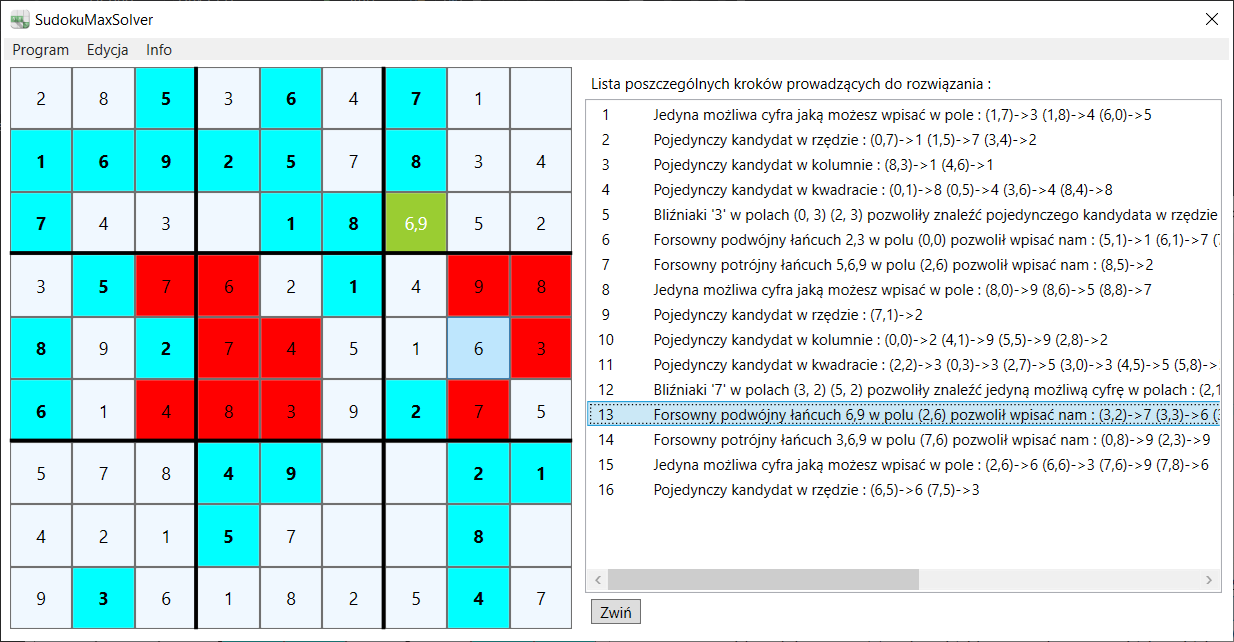 SudokuMaxSolver
Program Edycja Info
2 8 5 3 6 4 7 1
1 6 9 2 5 7 8 3 4
7 4 3 1 8 6,9 5 2
3 5 7 6 2 1 4 9 8
8 9 2 7 4 5 1 6 3
6 1 4 8 3 9 2 7 5
5 7 8 4 9 2 1
4 2 1 5 7 8
9 3 6 1 8 2 5 4 7
Lista poszczególnych kroków prowadzących do rozwiązania :
1 Jedyna możliwa cyfra jaką możesz wpisać w pole : (1,7)->3 (1,8)->4 (6,0)->5
2 Pojedynczy kandydat w rzędzie : (0,7)->1 (1,5)->7 (3,4)->2
3 Pojedynczy kandydat w kolumnie : (8,3)->1 (4,6)->1
4 Pojedynczy kandydat w kwadracie : (0,1)->8 (0,5)->4 (3,6)->4 (8,4)->8
5 Bliźniaki '3' w polach (0, 3) (2, 3) pozwoliły znaleźć pojedynczego kandydata w rzędzie
6 Forsowny podwójny łańcuch 2,3 w polu (0,0) pozwolił wpisać nam : (5,1)->1 (6,1)->7 (7
7 Forsowny potrójny łańcuch 5,6,9 w polu (2,6) pozwolił wpisać nam : (8,5)->2
8 Jedyna możliwa cyfra jaką możesz wpisać w pole : (8,0)->9 (8,6)->5 (8,8)->7
9 Pojedynczy kandydat w rzędzie : (7,1)->2
10 Pojedynczy kandydat w kolumnie : (0,0)->2 (4,1)->9 (5,5)->9 (2,8)->2
11 Pojedynczy kandydat w kwadracie : (2,2)->3 (0,3)->3 (2,7)->5 (3,0)->3 (4,5)->5 (5,8)->
12 Bliźniaki '7' w polach (3, 2) (5, 2) pozwoliły znaleźć jedyną możliwą cyfrę w polach : (2,1
13 Forsowny podwójny łańcuch 6,9 w polu (2,6) pozwolił wpisać nam : (3,2)->7 (3,3)->6 (3
14 Forsowny potrójny łańcuch 3,6,9 w polu (7,6) pozwolił wpisać nam : (0,8)->9 (2,3)->9
15 Jedyna możliwa cyfra jaką możesz wpisać w pole : (2,6)->6 (6,6)->3 (7,6)->9 (7,8)->6
16 Pojedynczy kandydat w rzędzie : (6,5)->6 (7,5)->3
Zwiń